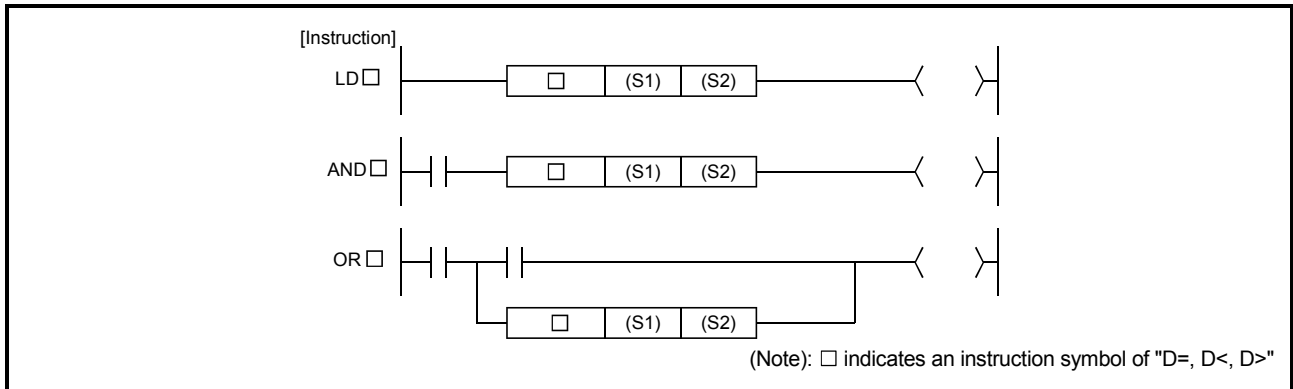 [Instruction]
LD□
□ (S1) (S2)
AND□
□ (S1) (S2)
OR□
□ (S1) (S2)
(Note): □ indicates an instruction symbol of "D=, D<, D>"